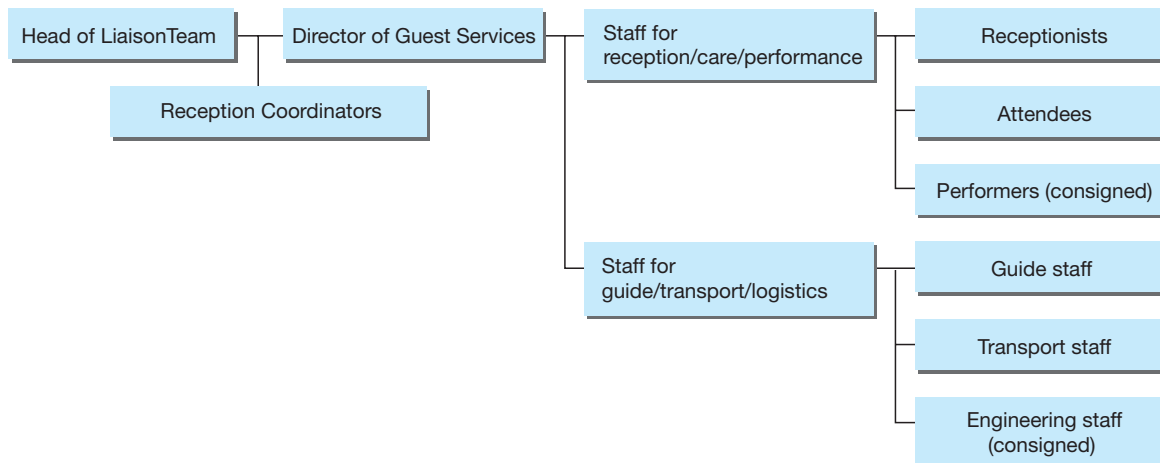 Head of LiaisonTeam
Director of Guest Services
Reception Coordinators
Staff for
reception/care/performance
Receptionists
Attendees
Performers (consigned)
Staff for
guide/transport/logistics
Guide staff
Transport staff
Engineering staff
(consigned)